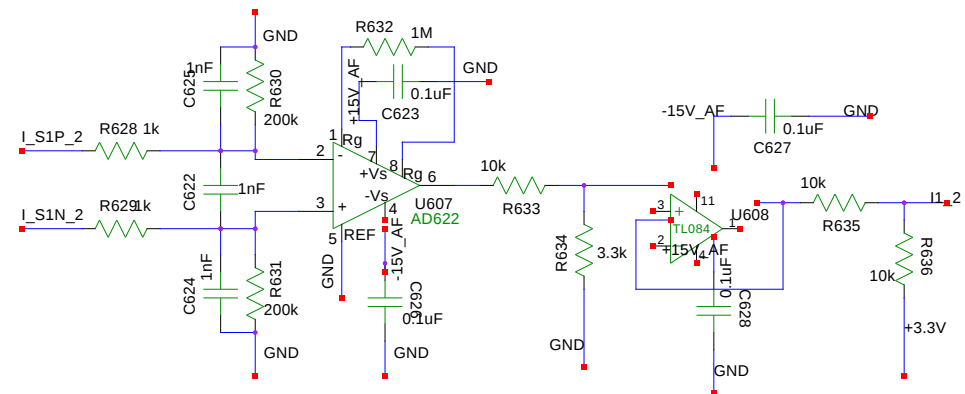 GND
R632
1M
1nF
C625
R630
200k
+15V_AF
GND
0.1uF
C623
I_S1P_2
R628 1k
1
Rg
2
-
7
+Vs
8
Rg
6
C622
1nF
-Vs
4
U607
AD622
I_S1N_2
R629
1k
3
+
5
REF
GND
-15V_AF
C624
1nF
R631
200k
GND
C626
0.1uF
GND
10k
R633
R634
3.3k
GND
-15V_AF
GND
0.1uF
C627
3
+
11
U608
TL084
1
2
-
+15V_AF
4
0.1uF
C628
GND
10k
R635
I1_2
R636
10k
+3.3V